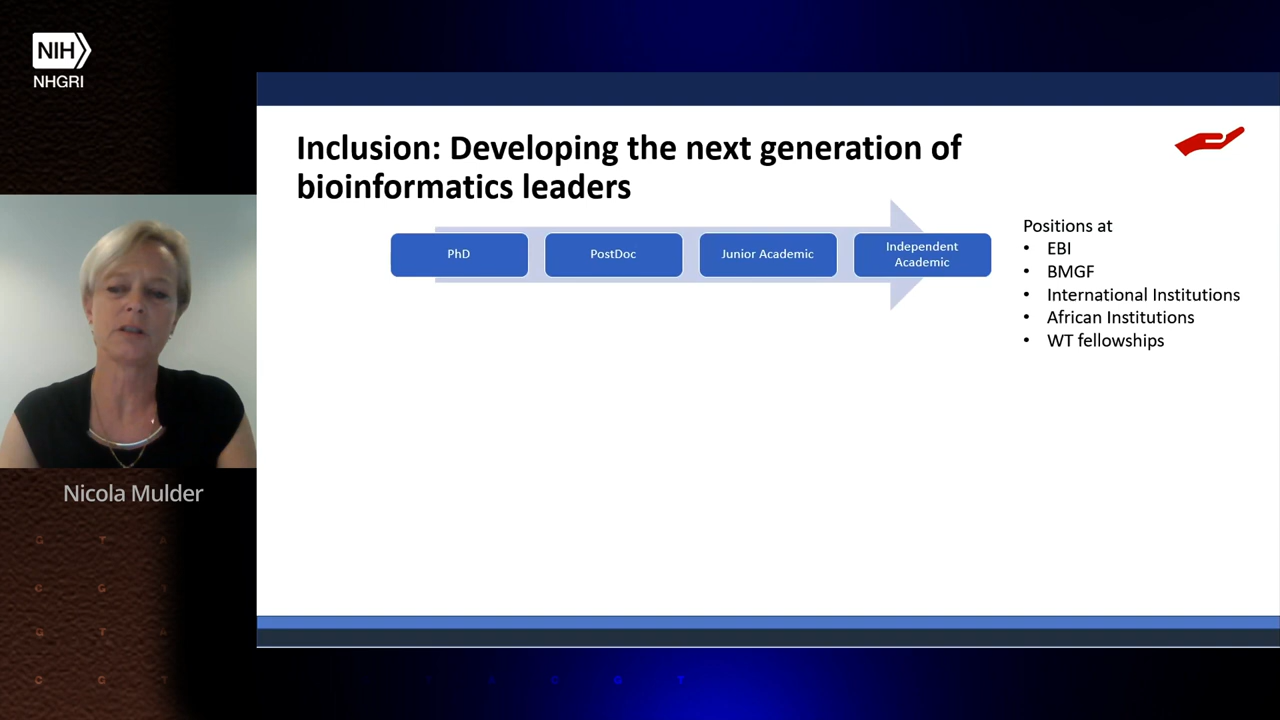 NIH
NHGRI
Inclusion: Developing the next generation of
bioinformatics leaders
PhD
PostDoc
Junior Academic
Independent
Academic
Positions at
• EBI
• BMGF
• International Institutions
• African Institutions
• WT fellowships
Nicola Mulder
G T A
C G T
G T A
C G T
G T